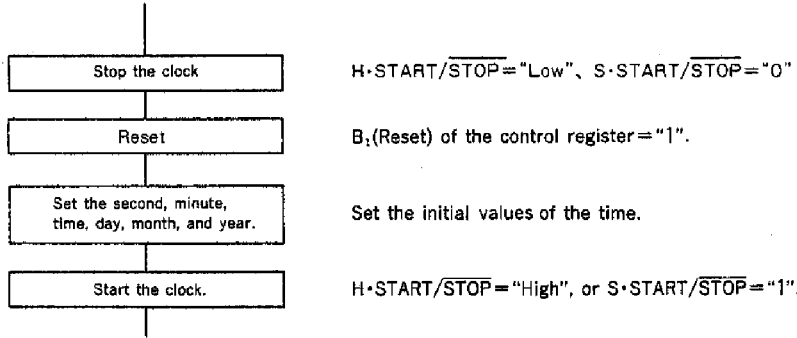 Stop the clock
H·START/STOP="Low"、S·START/STOP="0"
Reset
B₁(Reset) of the control register="1".
Set the second, minute,
time, day, month, and year.
Set the initial values of the time.
Start the clock.
H·START/STOP="High", or S·START/STOP="1".